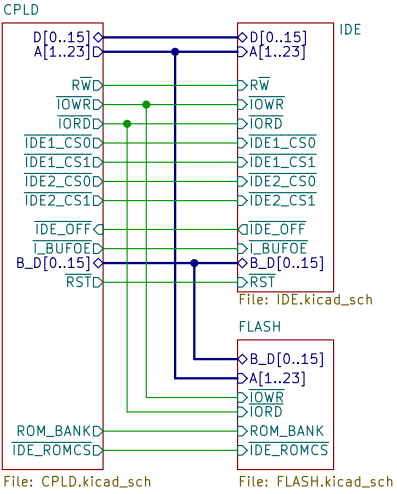 CPLD
D[0..15]
A[1..23]
RW
IOWR
IORD
IDE1_CS0
IDE1_CS1
IDE2_CS0
IDE2_CS1
IDE_OFF
I_BUFOE
B_D[0..15]
RST
ROM_BANK
IDE_ROMCS
File: CPLD.kicad_sch
IDE
D[0..15]
A[1..23]
RW
IOWR
IORD
IDE1_CS0
IDE1_CS1
IDE2_CS0
IDE2_CS1
IDE_OFF
I_BUFOE
B_D[0..15]
RST
File: IDE.kicad_sch
FLASH
B_D[0..15]
A[1..23]
IOWR
IORD
ROM_BANK
IDE_ROMCS
File: FLASH.kicad_sch